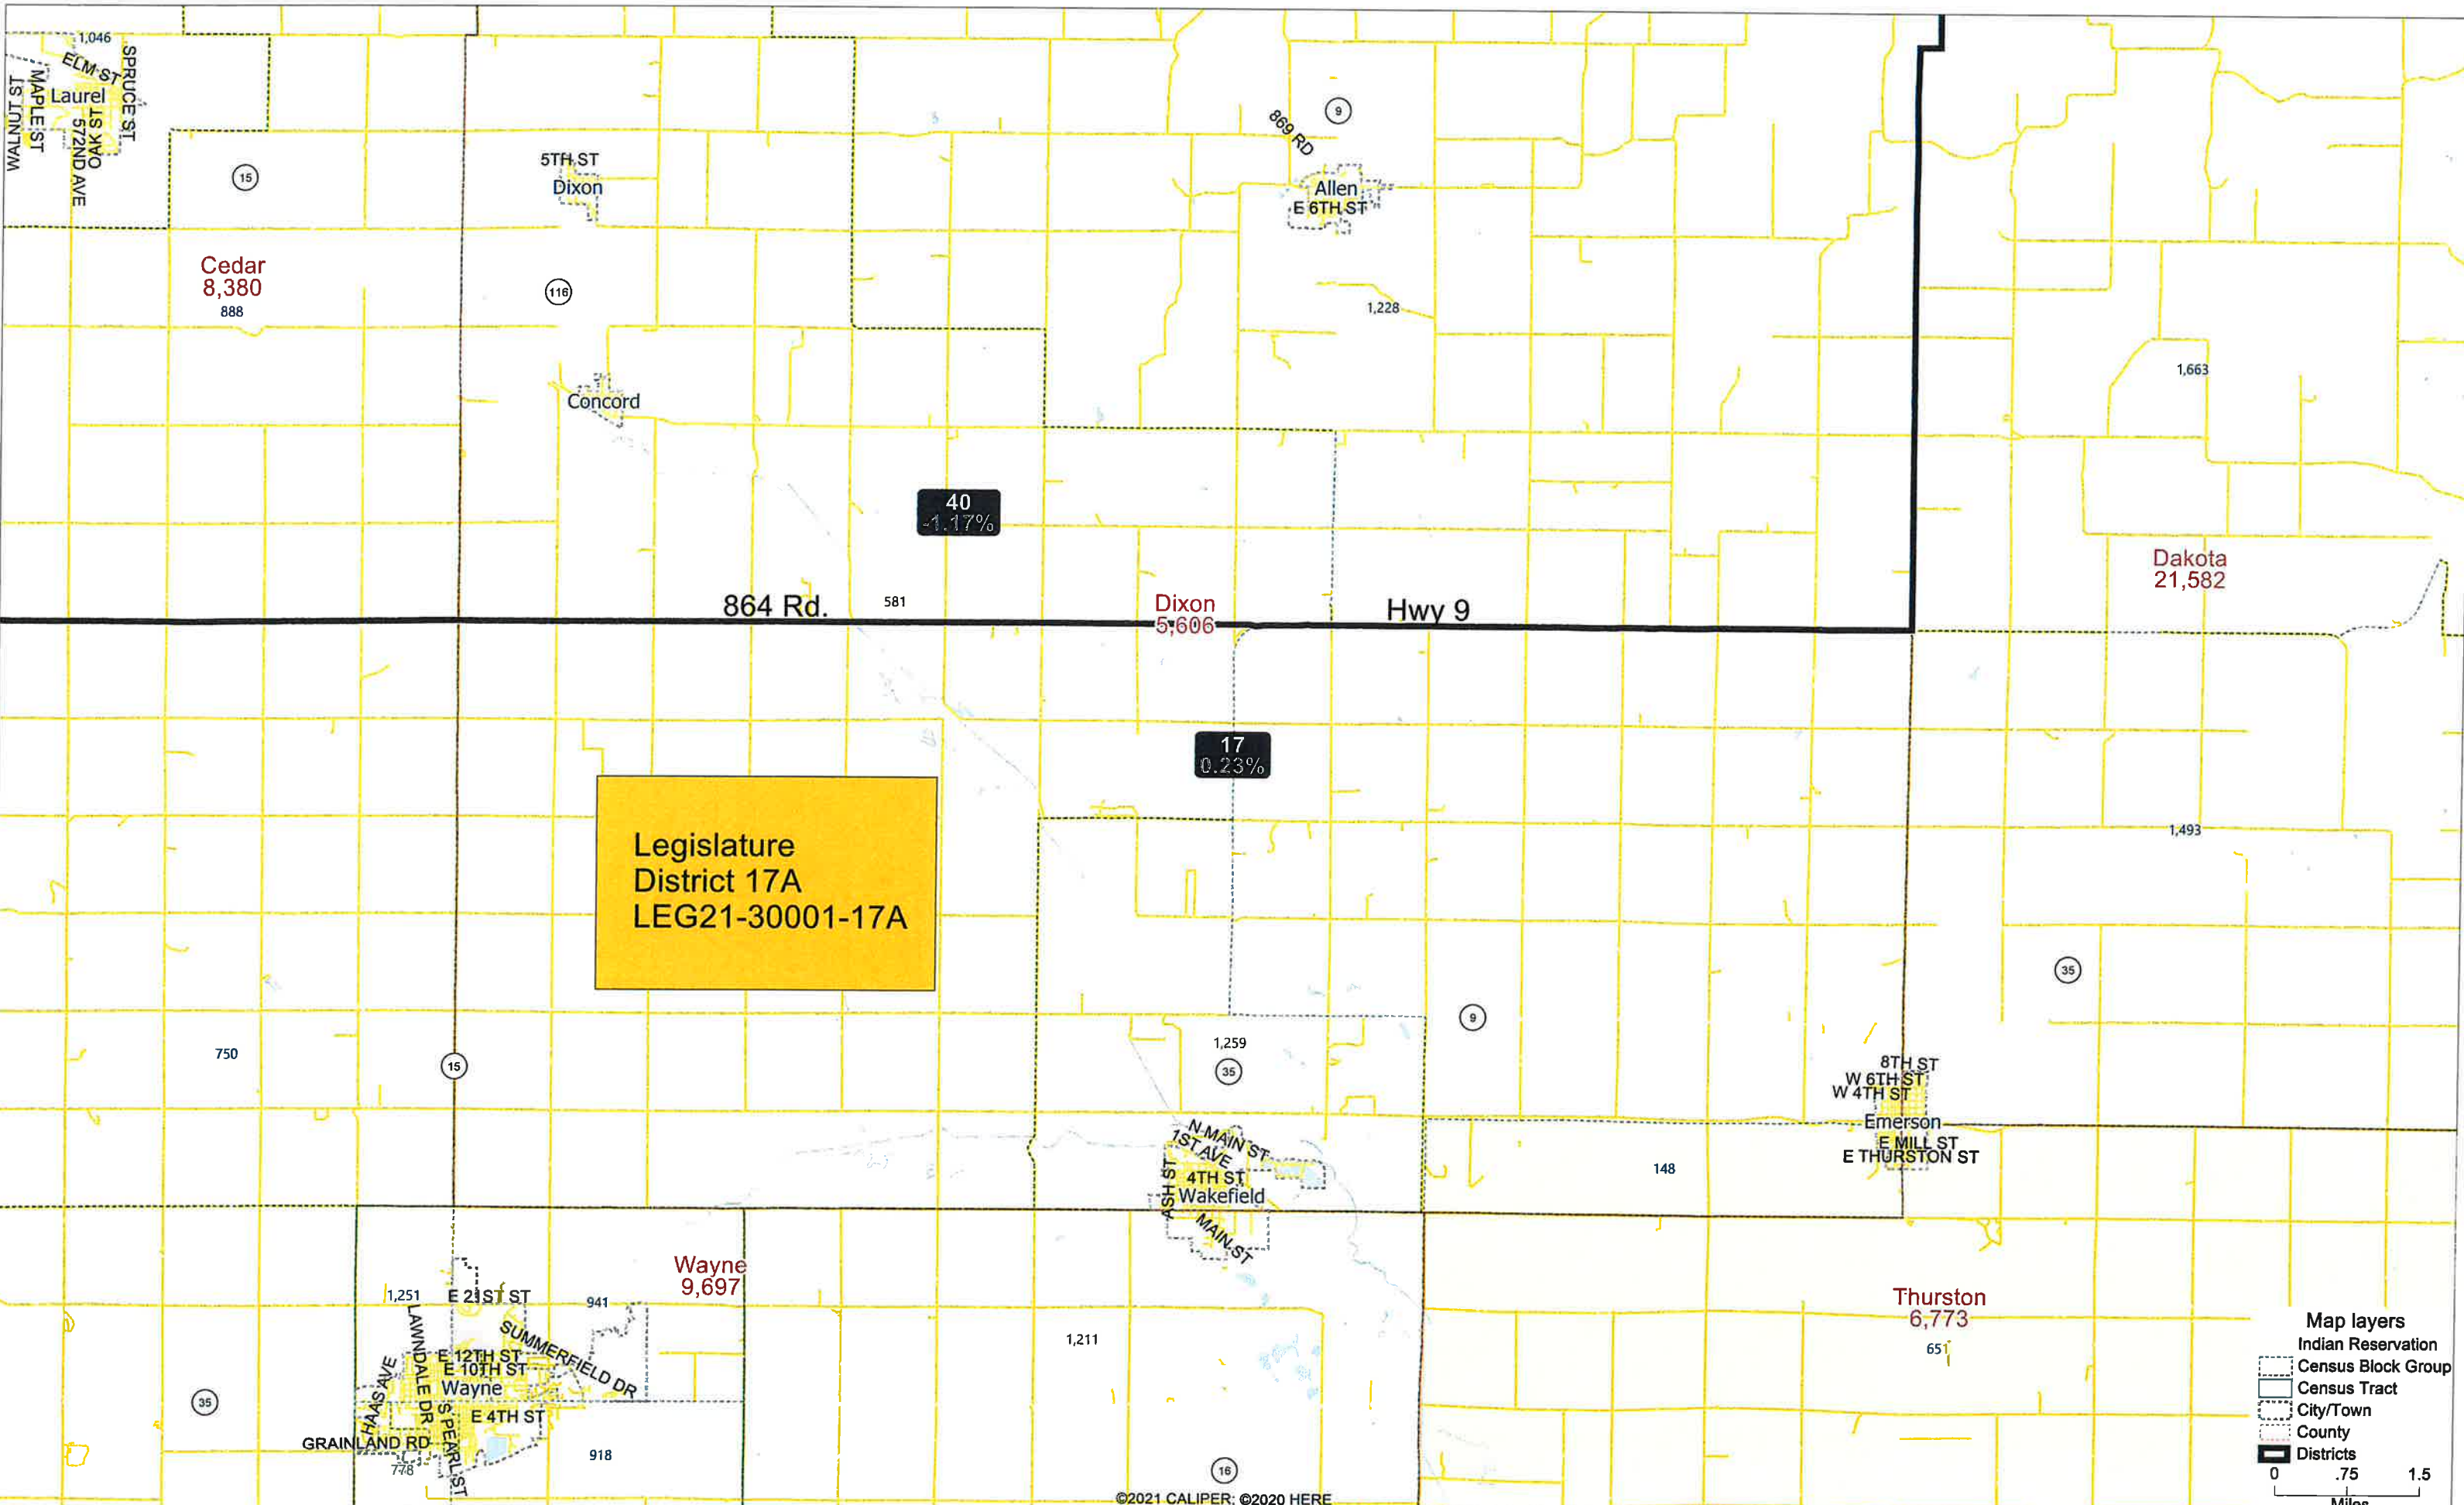 1,046
ELM ST
SPRUCE ST
WALNUT ST
MAPLE ST
Laurel
OAK ST
572ND AVE
15
5TH ST
Dixon
869 RD
9
Allen
E 6TH ST
Cedar
8,380
888
116
1,228
1,663
Concord
40
-1.17%
Dakota
21,582
864 Rd.
581
Dixon
5,606
Hwy 9
17
0.23%
Legislature
District 17A
LEG21-30001-17A
1,493
35
9
750
15
1,259
35
8TH ST
W 6TH ST
W 4TH ST
Emerson
E MILL ST
E THURSTON ST
N MAIN ST
1ST AVE
ASH ST
4TH ST
Wakefield
MAIN ST
148
Wayne
9,697
1,251
E 21ST ST
941
LAWNDALE DR
SUMMERFIELD DR
E 12TH ST
E 10TH ST
HAAS AVE
Wayne
E 4TH ST
S PEARL ST
GRAINLAND RD
778
918
35
1,211
16
Thurston
6,773
651
Map layers
Indian Reservation
Census Block Group
Census Tract
City/Town
County
Districts
0 .75 1.5
Miles
©2021 CALIPER; ©2020 HERE